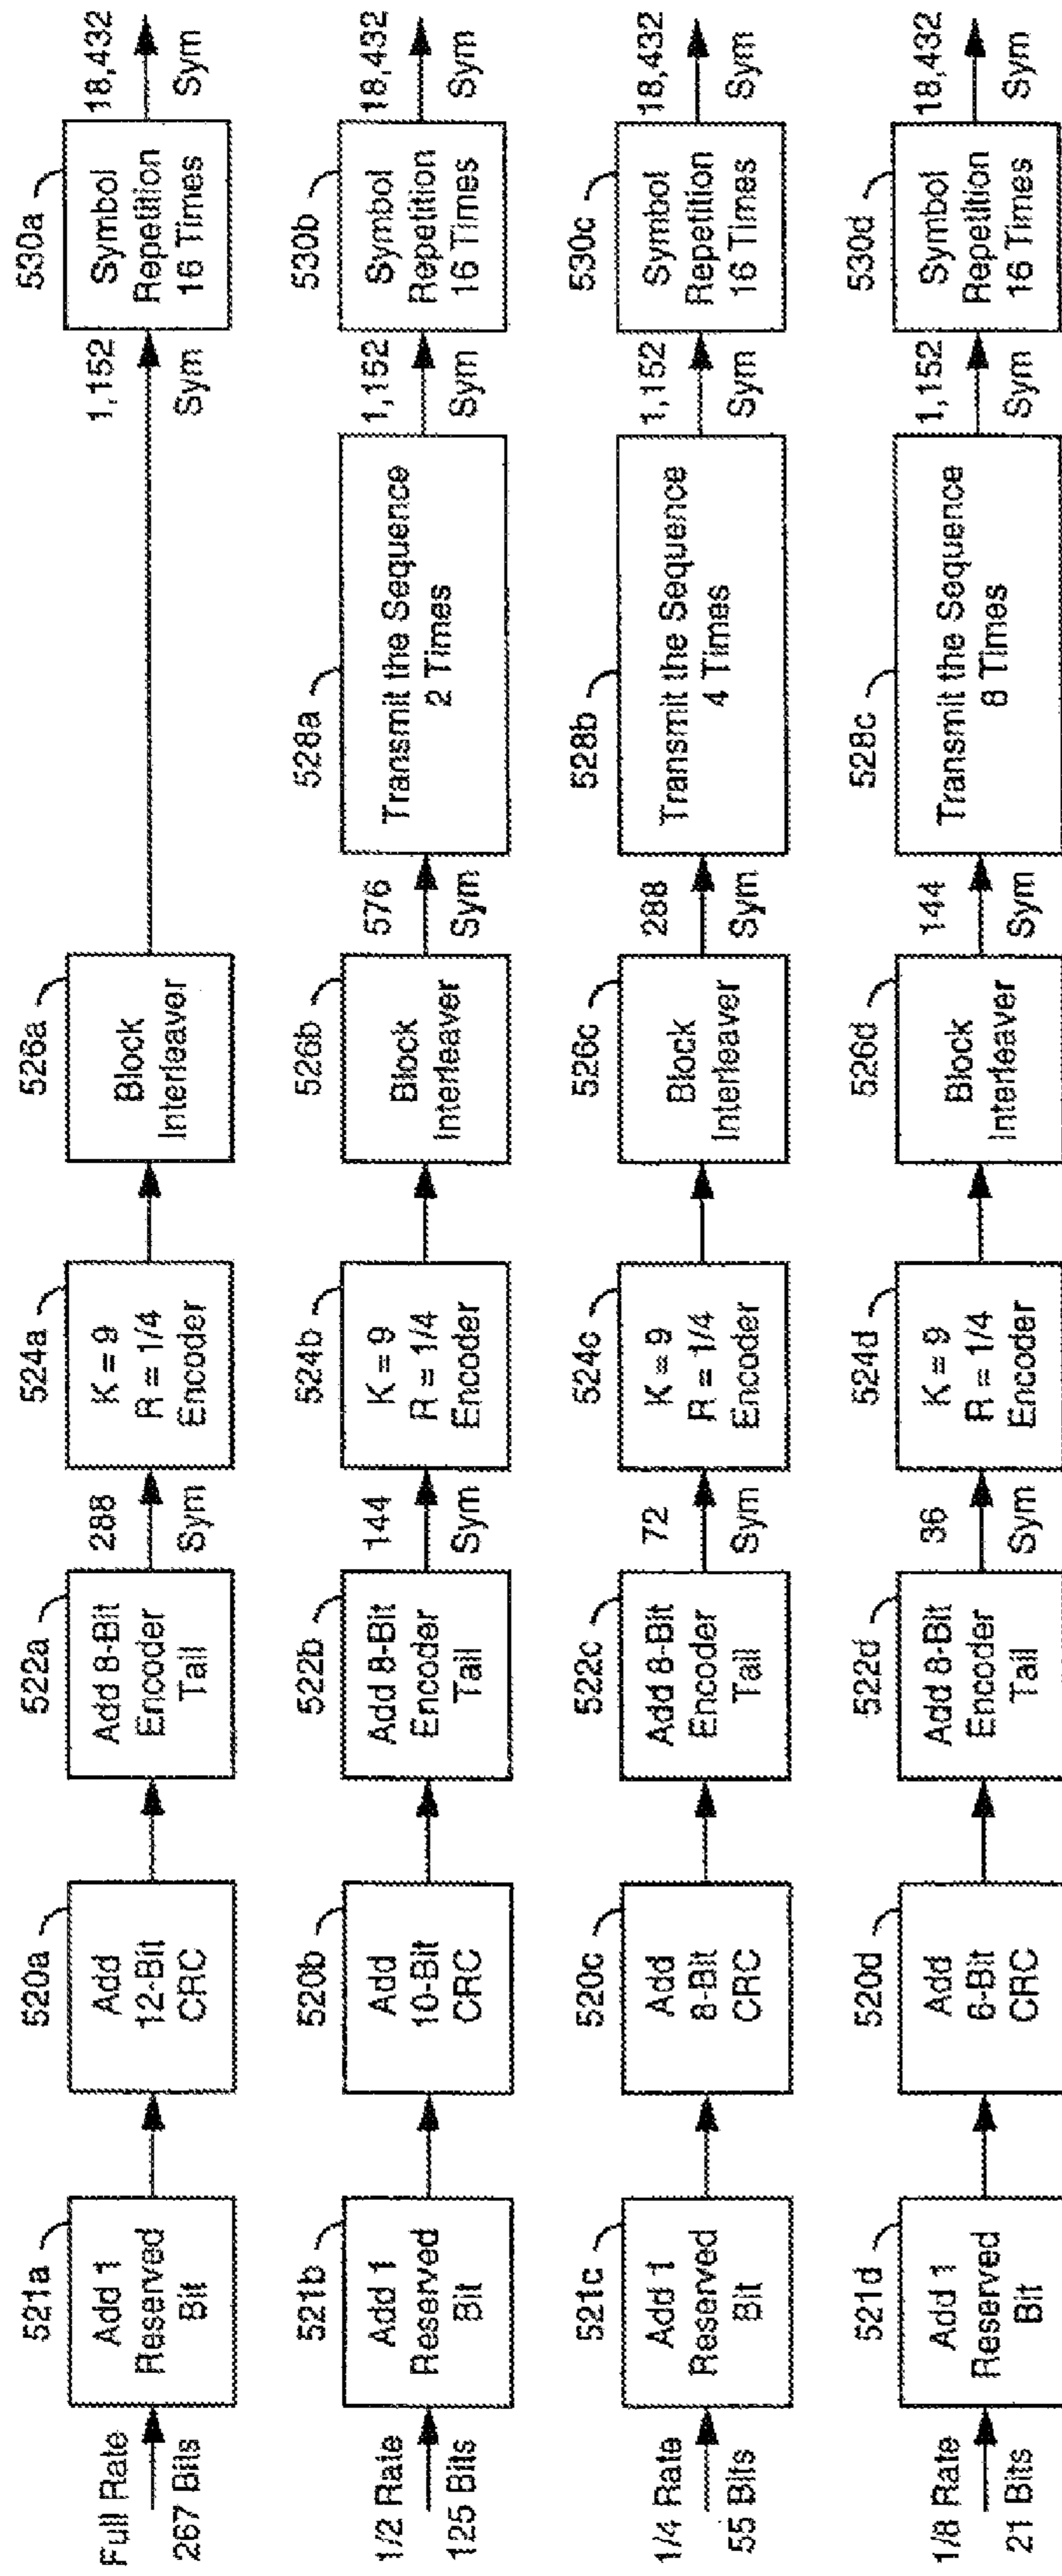 Full Rate
267 Bits
521a
Add 1
Reserved
Bit
520a
Add
12-Bit
CRC
522a
Add 8-Bit
Encoder
Tail
288
Sym
524a
K = 9
R = 1/4
Encoder
526a
Block
Interleaver
1,152
Sym
530a
Symbol
Repetition
16 Times
18,432
Sym
1/2 Rate
125 Bits
521b
Add 1
Reserved
Bit
520b
Add
10-Bit
CRC
522b
Add 8-Bit
Encoder
Tail
144
Sym
524b
K = 9
R = 1/4
Encoder
526b
Block
Interleaver
576
Sym
528a
Transmit the Sequence
2 Times
1,152
Sym
530b
Symbol
Repetition
16 Times
18,432
Sym
1/4 Rate
55 Bits
521c
Add 1
Reserved
Bit
520c
Add
8-Bit
CRC
522c
Add 8-Bit
Encoder
Tail
72
Sym
524c
K = 9
R = 1/4
Encoder
526c
Block
Interleaver
288
Sym
528b
Transmit the Sequence
4 Times
1,152
Sym
530c
Symbol
Repetition
16 Times
18,432
Sym
1/8 Rate
21 Bits
521d
Add 1
Reserved
Bit
520d
Add
6-Bit
CRC
522d
Add 8-Bit
Encoder
Tail
36
Sym
524d
K = 9
R = 1/4
Encoder
526d
Block
Interleaver
144
Sym
528c
Transmit the Sequence
8 Times
1,152
Sym
530d
Symbol
Repetition
16 Times
18,432
Sym